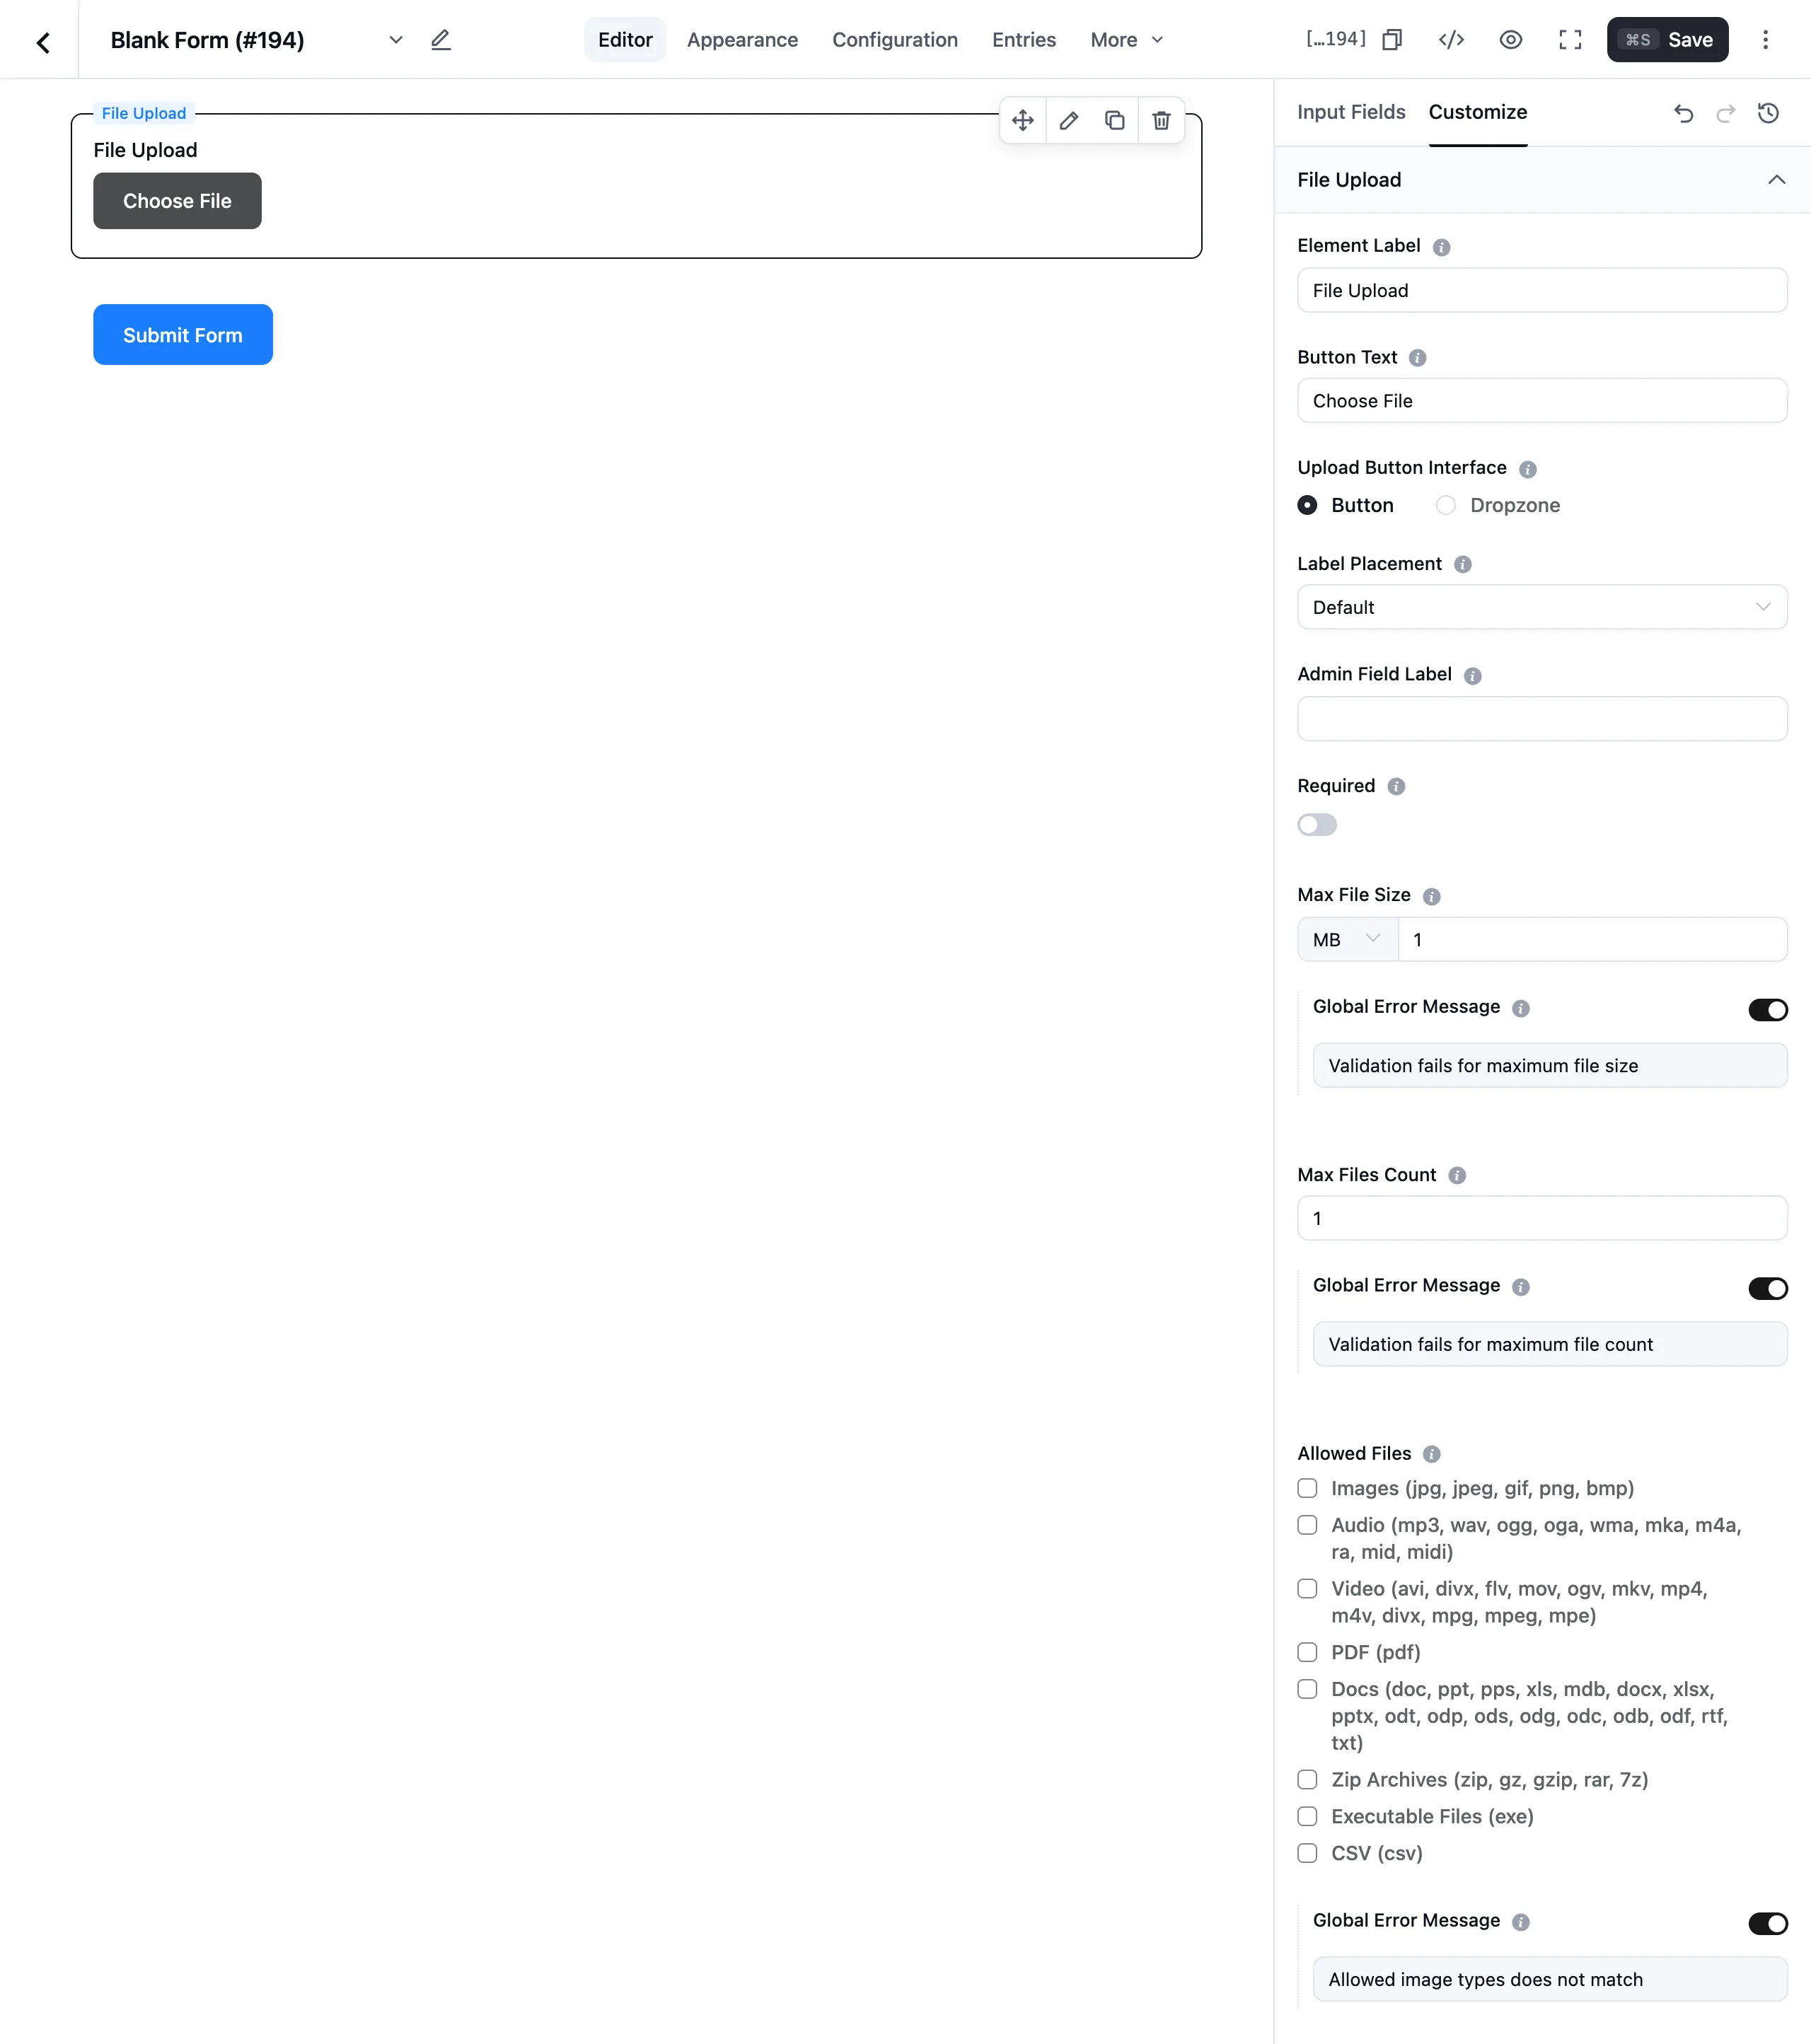 Blank Form (#194)
Editor
Appearance
Configuration
Entries
More
[...194]
⌘S Save
File Upload
File Upload
Choose File
Submit Form
Input Fields
Customize
File Upload
Element Label
File Upload
Button Text
Choose File
Upload Button Interface
Button
Dropzone
Label Placement
Default
Admin Field Label
Required
Max File Size
MB
1
Global Error Message
Validation fails for maximum file size
Max Files Count
1
Global Error Message
Validation fails for maximum file count
Allowed Files
Images (jpg, jpeg, gif, png, bmp)
Audio (mp3, wav, ogg, oga, wma, mka, m4a,
ra, mid, midi)
Video (avi, divx, flv, mov, ogv, mkv, mp4,
m4v, divx, mpg, mpeg, mpe)
PDF (pdf)
Docs (doc, ppt, pps, xls, mdb, docx, xlsx,
pptx, odt, odp, ods, odg, odc, odb, odf, rtf,
txt)
Zip Archives (zip, gz, gzip, rar, 7z)
Executable Files (exe)
CSV (csv)
Global Error Message
Allowed image types does not match